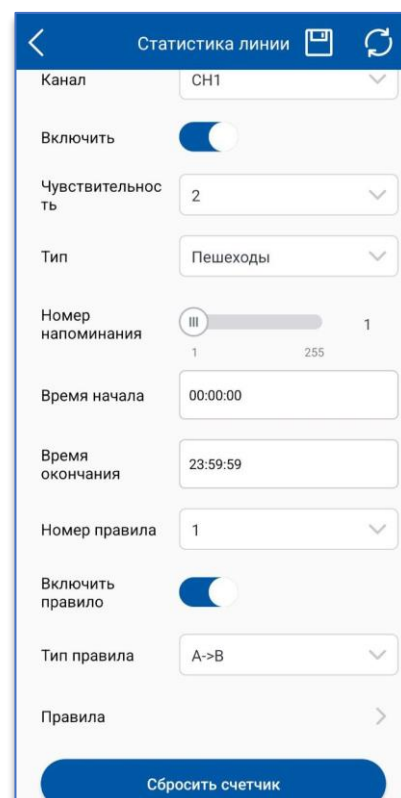 Статистика линии
Канал CH1
Включить
Чувствительнос
ть
2
Тип Пешеходы
Номер
напоминания
1
1 255
Время начала 00:00:00
Время
окончания
23:59:59
Номер правила 1
Включить
правило
Тип правила A->B
Правила
Сбросить счетчик